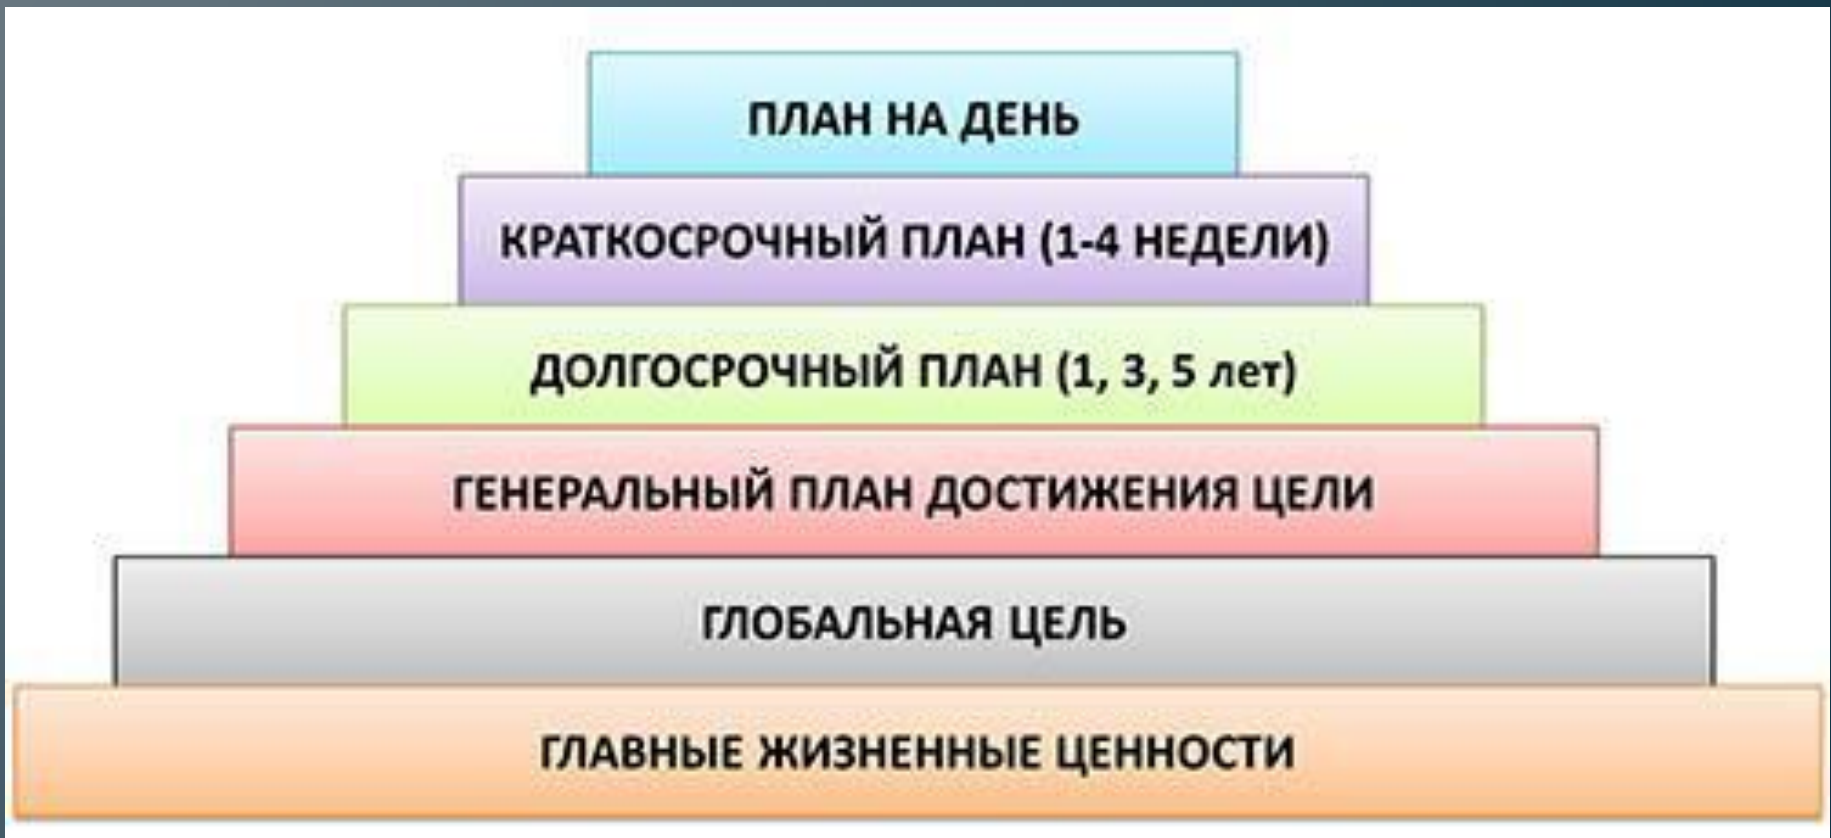 ПЛАН НА ДЕНЬ
КРАТКОСРОЧНЫЙ ПЛАН (1-4 НЕДЕЛИ)
ДОЛГОСРОЧНЫЙ ПЛАН (1, 3, 5 лет)
ГЕНЕРАЛЬНЫЙ ПЛАН ДОСТИЖЕНИЯ ЦЕЛИ
ГЛОБАЛЬНАЯ ЦЕЛЬ
ГЛАВНЫЕ ЖИЗНЕННЫЕ ЦЕННОСТИ